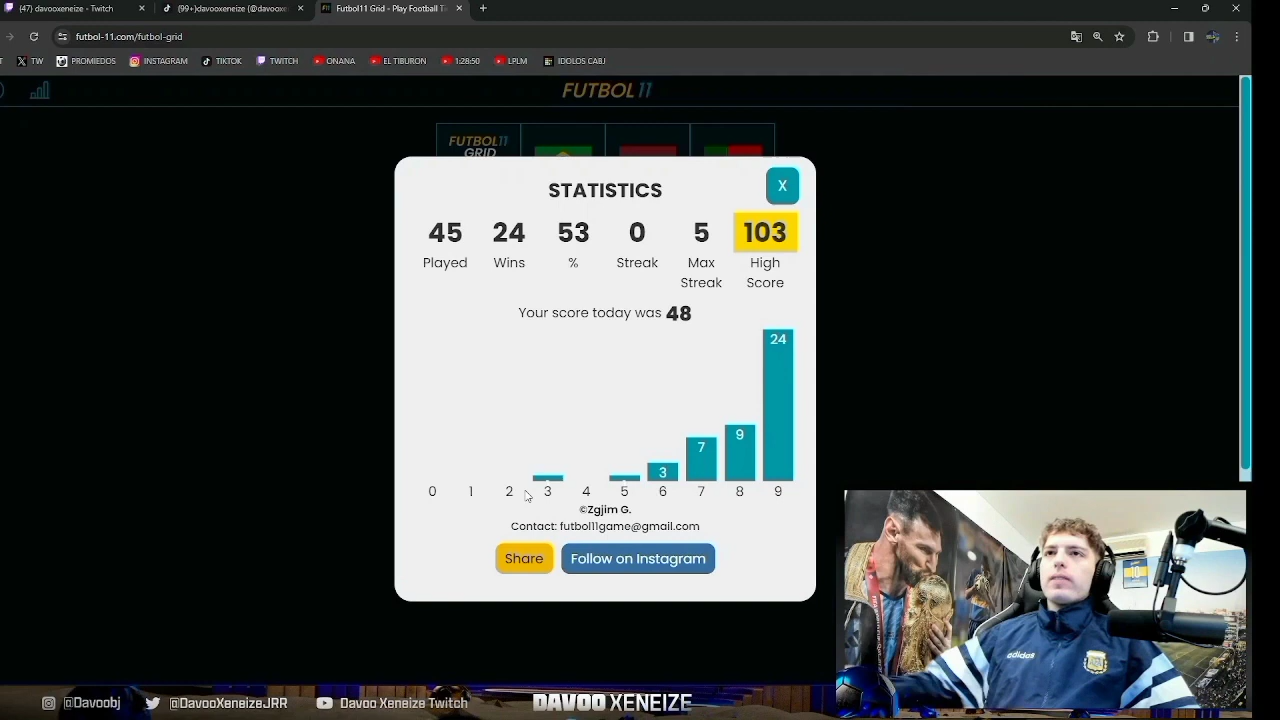 (47) davooxeneize - Twitch
(99+)davooxeneize (@davooxe
Futbol11 Grid - Play Football T
futbol-11.com/futbol-grid
TW
PROMIEDOS
INSTAGRAM
TIKTOK
TWITCH
ONANA
EL TIBURON
1:28:50
LPLM
IDOLOS CABJ
FUTBOL11
FUTBOL11
GRID
STATISTICS
X
45 24 53 0 5 103
Played Wins % Streak Max Streak High Score
Your score today was 48
24
9
7
3
0 1 2 3 4 5 6 7 8 9
©Zgjim G.
Contact: futbol11game@gmail.com
Share
Follow on Instagram
adidas
10
@Davoobj
@DavooXeneizeJRR
Davoo Xeneize Twitch
DAVOO XENEIZE